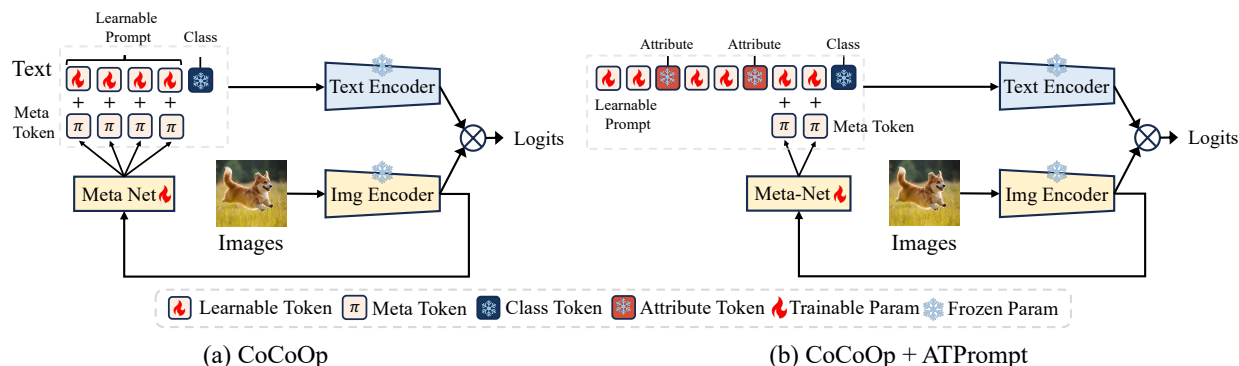 Learnable
Prompt
Class
Text
+ + + +
Meta
Token
π π π π
Text Encoder
Logits
Meta Net
Img Encoder
Images
Attribute
Attribute
Class
Learnable
Prompt
+ +
π π
Meta Token
Text Encoder
Logits
Meta-Net
Img Encoder
Images
Learnable Token
π Meta Token
Class Token
Attribute Token
Trainable Param
Frozen Param
(a) CoCoOp
(b) CoCoOp + ATPrompt